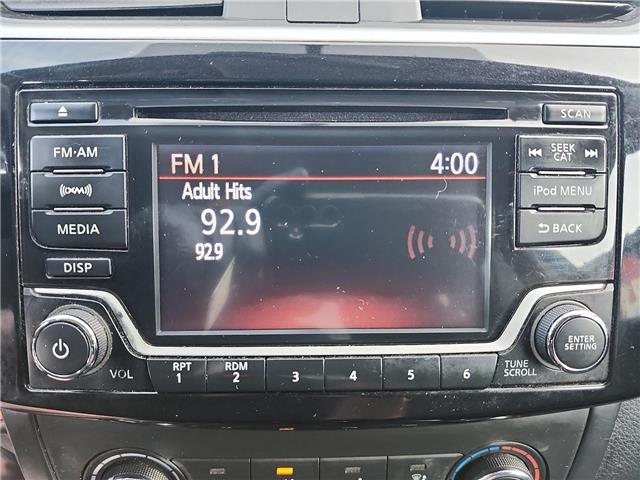 SCAN
FM·AM
SEEK
CAT
XM
iPod MENU
MEDIA
BACK
DISP
FM 1 4:00
Adult Hits
92.9
92.9
VOL
RPT
1
RDM
2
3
4
5
6
TUNE
SCROLL
ENTER
SETTING